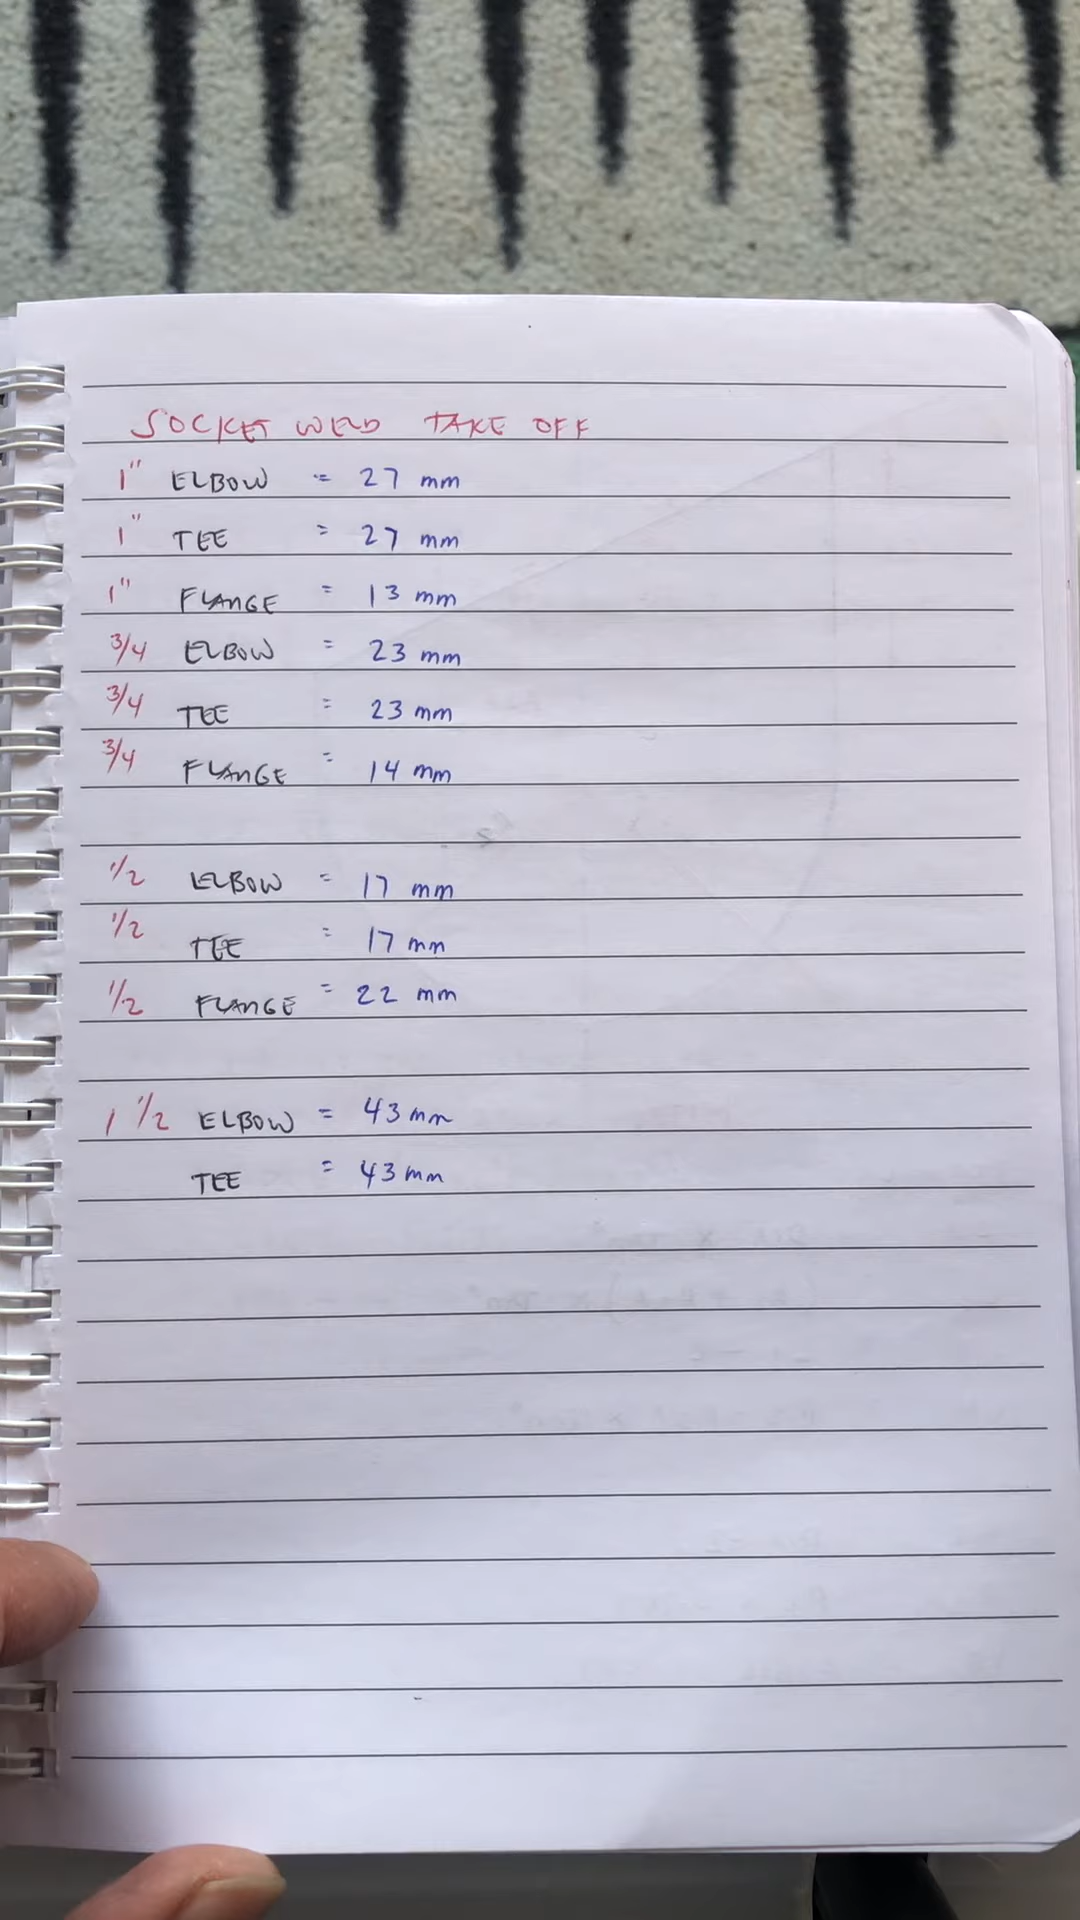 SOCKET WELD TAKE OFF
1" ELBOW = 27 mm
1" TEE = 27 mm
1" FLANGE = 13 mm
3/4 ELBOW = 23 mm
3/4 TEE = 23 mm
3/4 FLANGE = 14 mm
1/2 ELBOW = 17 mm
1/2 TEE = 17 mm
1/2 FLANGE = 22 mm
1 1/2 ELBOW = 43 mm
TEE = 43 mm